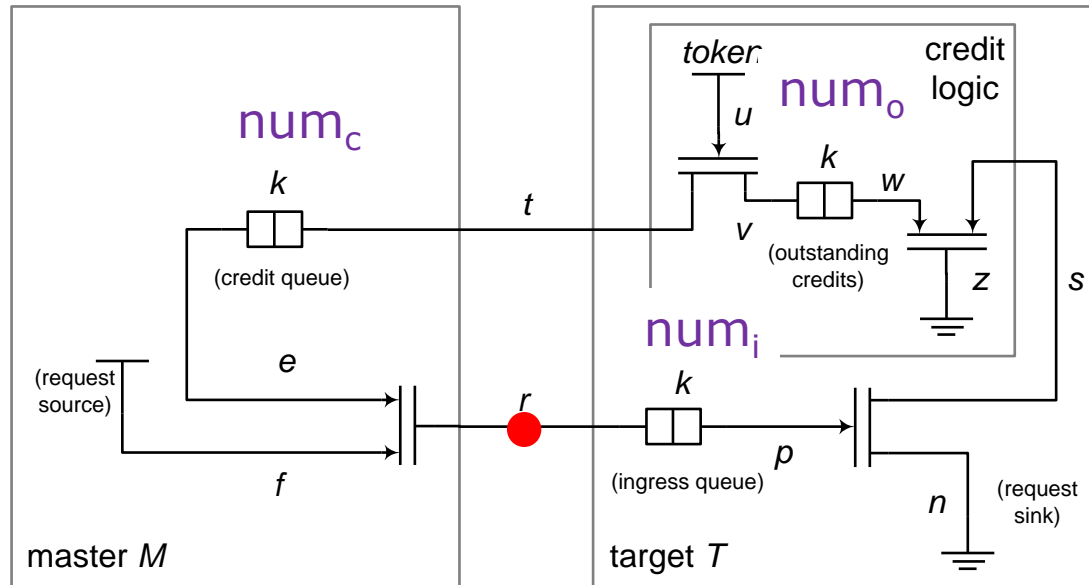 token
credit
logic
num_o
num_c
u
k
k
w
t
v
(credit queue)
(outstanding
credits)
z
s
num_i
e
(request
source)
k
r
f
p
(ingress queue)
n
(request
sink)
master M
target T